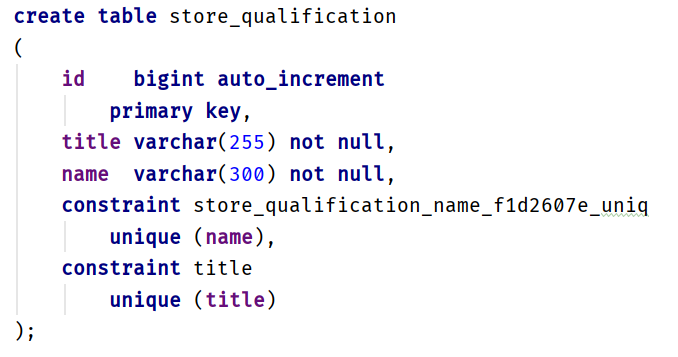 create table store_qualification
(
id bigint auto_increment
primary key,
title varchar(255) not null,
name varchar(300) not null,
constraint store_qualification_name_f1d2607e_uniq
unique (name),
constraint title
unique (title)
);